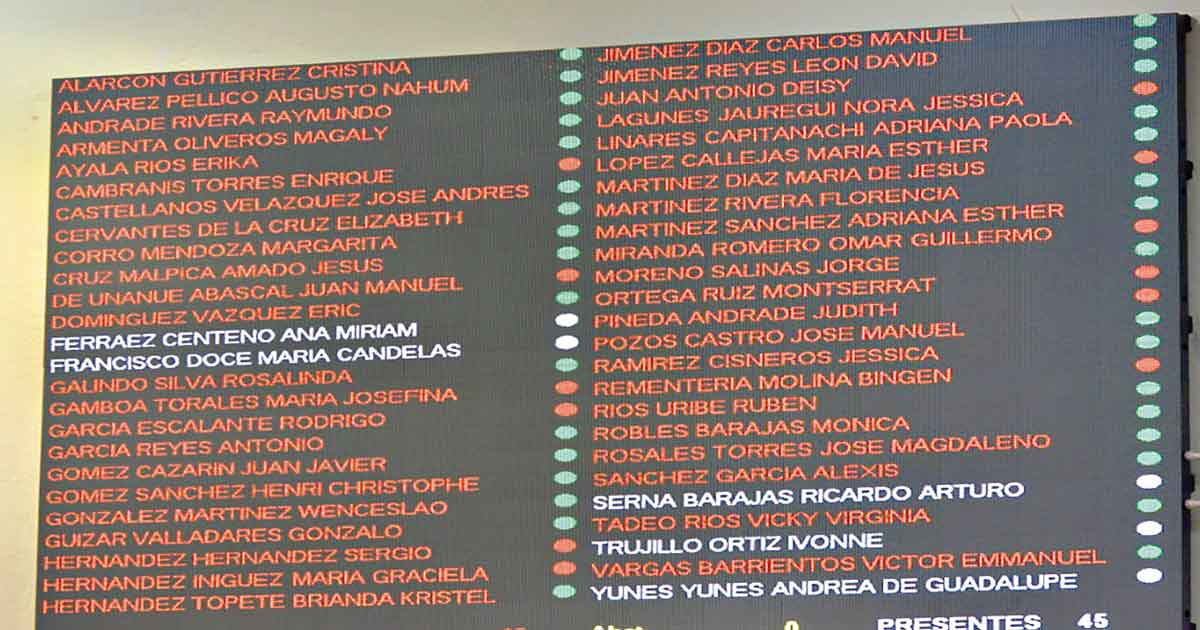 ALARCON GUTIERREZ CRISTINA
ALVAREZ PELLICO AUGUSTO NAHUM
ANDRADE RIVERA RAYMUNDO
ARMENTA OLIVEROS MAGALY
AYALA RIOS ERIKA
CAMBRANIS TORRES ENRIQUE
CASTELLANOS VELAZQUEZ JOSE ANDRES
CERVANTES DE LA CRUZ ELIZABETH
CORRO MENDOZA MARGARITA
CRUZ MALPICA AMADO JESUS
DE UNANUE ABASCAL JUAN MANUEL
DOMINGUEZ VAZQUEZ ERIC
FERRAEZ CENTENO ANA MIRIAM
FRANCISCO DOCE MARIA CANDELAS
GALINDO SILVA ROSALINDA
GAMBOA TORALES MARIA JOSEFINA
GARCIA ESCALANTE RODRIGO
GARCIA REYES ANTONIO
GOMEZ CAZARIN JUAN JAVIER
GOMEZ SANCHEZ HENRI CHRISTOPHE
GONZALEZ MARTINEZ WENCESLAO
GUIZAR VALLADARES GONZALO
HERNANDEZ HERNANDEZ SERGIO
HERNANDEZ INIGUEZ MARIA GRACIELA
HERNANDEZ TOPETE BRIANDA KRISTEL
JIMENEZ DIAZ CARLOS MANUEL
JIMENEZ REYES LEON DAVID
JUAN ANTONIO DEISY
LAGUNES JAUREGUI NORA JESSICA
LINARES CAPITANACHI ADRIANA PAOLA
LOPEZ CALLEJAS MARIA ESTHER
MARTINEZ DIAZ MARIA DE JESUS
MARTINEZ RIVERA FLORENCIA
MARTINEZ SANCHEZ ADRIANA ESTHER
MIRANDA ROMERO OMAR GUILLERMO
MORENO SALINAS JORGE
ORTEGA RUIZ MONTSERRAT
PINEDA ANDRADE JUDITH
POZOS CASTRO JOSE MANUEL
RAMIREZ CISNEROS JESSICA
REMENTERIA MOLINA BINGEN
RIOS URIBE RUBEN
ROBLES BARAJAS MONICA
ROSALES TORRES JOSE MAGDALENO
SANCHEZ GARCIA ALEXIS
SERNA BARAJAS RICARDO ARTURO
TADEO RIOS VICKY VIRGINIA
TRUJILLO ORTIZ IVONNE
VARGAS BARRIENTOS VICTOR EMMANUEL
YUNES YUNES ANDREA DE GUADALUPE
PRESENTES 45